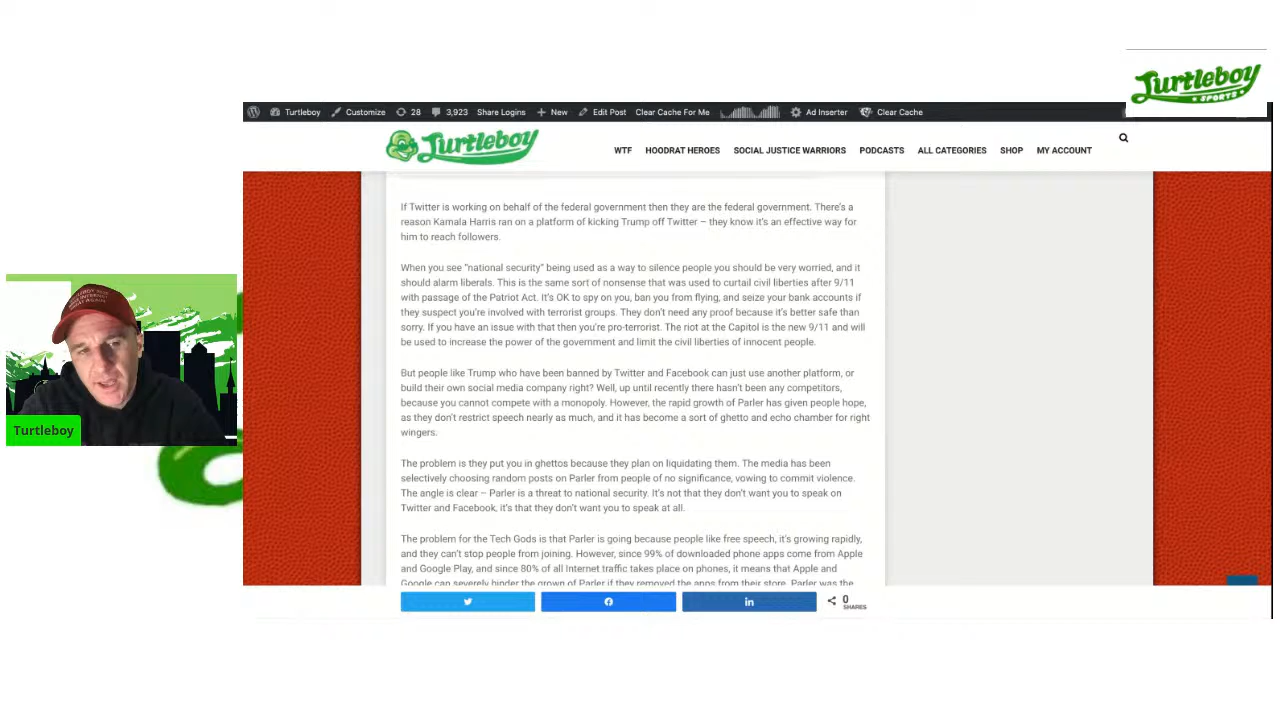 Turtleboy
SPORTS
Turtleboy Customize 28 3,923 Share Logins New Edit Post Clear Cache For Me Ad Inserter Clear Cache
Turtleboy
WTF HOODRAT HEROES SOCIAL JUSTICE WARRIORS PODCASTS ALL CATEGORIES SHOP MY ACCOUNT
If Twitter is working on behalf of the federal government then they are the federal government. There's a
reason Kamala Harris ran on a platform of kicking Trump off Twitter – they know it's an effective way for
him to reach followers.
When you see "national security" being used as a way to silence people you should be very worried, and it
should alarm liberals. This is the same sort of nonsense that was used to curtail civil liberties after 9/11
with passage of the Patriot Act. It's OK to spy on you, ban you from flying, and seize your bank accounts if
they suspect you're involved with terrorist groups. They don't need any proof because it's better safe than
sorry. If you have an issue with that then you're pro-terrorist. The riot at the Capitol is the new 9/11 and will
be used to increase the power of the government and limit the civil liberties of innocent people.
But people like Trump who have been banned by Twitter and Facebook can just use another platform, or
build their own social media company right? Well, up until recently there hasn't been any competitors,
because you cannot compete with a monopoly. However, the rapid growth of Parler has given people hope,
as they don't restrict speech nearly as much, and it has become a sort of ghetto and echo chamber for right
wingers.
The problem is they put you in ghettos because they plan on liquidating them. The media has been
selectively choosing random posts on Parler from people of no significance, vowing to commit violence.
The angle is clear – Parler is a threat to national security. It's not that they don't want you to speak on
Twitter and Facebook, it's that they don't want you to speak at all.
The problem for the Tech Gods is that Parler is going because people like free speech, it's growing rapidly,
and they can't stop people from joining. However, since 99% of downloaded phone apps come from Apple
and Google Play, and since 80% of all Internet traffic takes place on phones, it means that Apple and
Google can severely hinder the grown of Parler if they removed the apps from their store. Parler was the
0
SHARES
Turtleboy